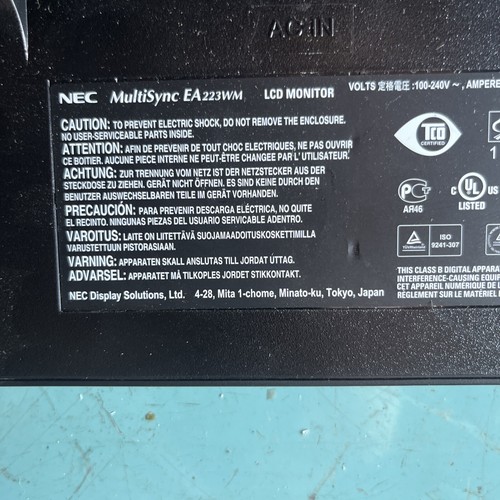 AC IN
NEC MultiSync EA223WM LCD MONITOR
VOLTS 定格電圧:100-240V ~, AMPERE
CAUTION: TO PREVENT ELECTRIC SHOCK, DO NOT REMOVE THE ENCLOSURE.
NO USER-SERVICEABLE PARTS INSIDE.
ATTENTION: AFIN DE PREVENIR DE TOUT CHOC ELECTRIQUES, NE PAS OUVRIR
CE BOITIER. AUCUNE PIECE INTERNE NE PEUT-ÊTRE CHANGEE PAR L' UTILISATEUR.
ACHTUNG: ZUR TRENNUNG VOM NETZ IST DER NETZSTECKER AUS DER
STECKDOSE ZU ZIEHEN. GERÄT NICHT ÖFFNEN. ES SIND KEINE DURCH DEN
BENUTZER AUSWECHSELBAREN TEILE IM GERÄT VORHANDEN.
PRECAUCIÓN: PARA PREVENIR DESCARGA ELÉCTRICA, NO QUITE
EL RECINTO. NINGUNAS PIEZAS DEL USUARIO SERVICABLE ADENTRO.
VAROITUS: LAITE ON LIITETTÄVÄ SUOJAMAADOITUSKOSKETTIMILLA
VARUSTETTUUN PISTORASIAAN.
VARNING: APPARATEN SKALL ANSLUTAS TILL JORDAT UTTAG.
ADVARSEL: APPARATET MÅ TILKOPLES JORDET STIKKONTAKT.
NEC Display Solutions, Ltd. 4-28, Mita 1-chome, Minato-ku, Tokyo, Japan
TCO
CERTIFIED
1
PCT
AR46
C UL US
LISTED
ISO
9241-307
THIS CLASS B DIGITAL APPARAT
INTERFERENCE-CAUSING EQUIP
CET APPAREIL NUMÉRIQUE DE L
RÈGLEMENT SUR LE MATÉRIEL